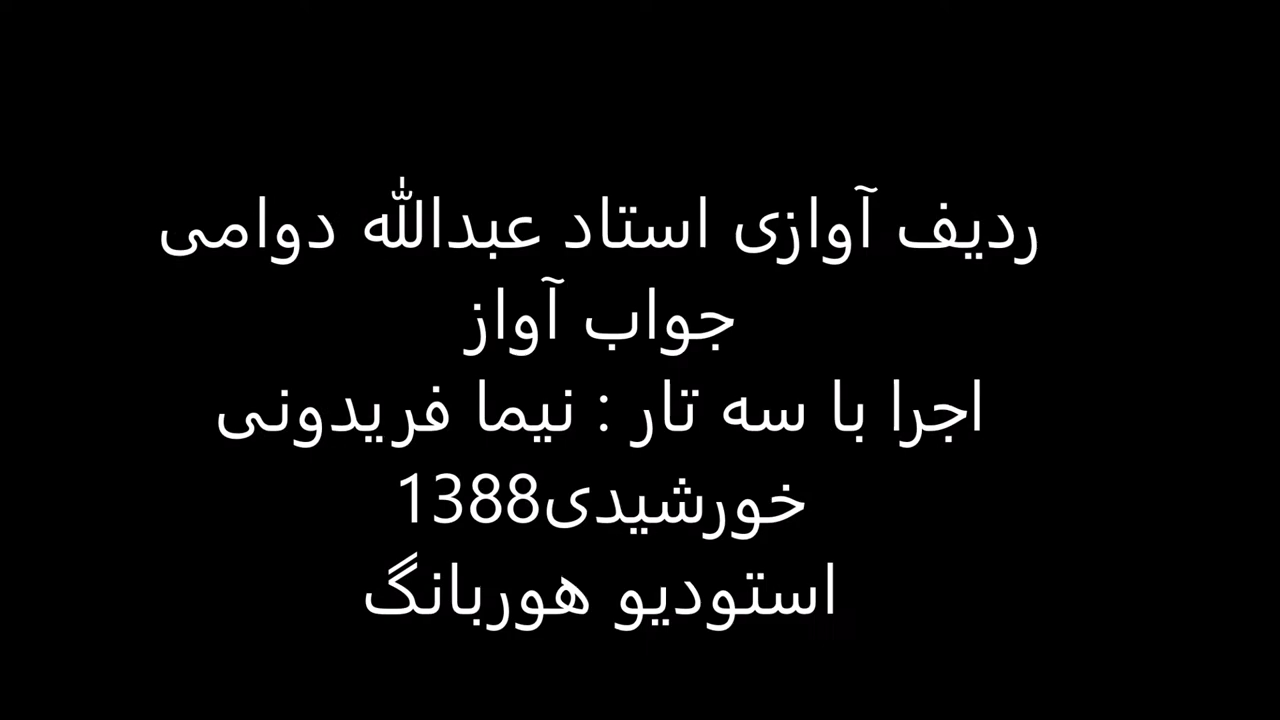 ردیف آوازی استاد عبدالله دوامی
جواب آواز
اجرا با سه تار : نیما فریدونی
خورشیدی1388
استودیو هوربانگ